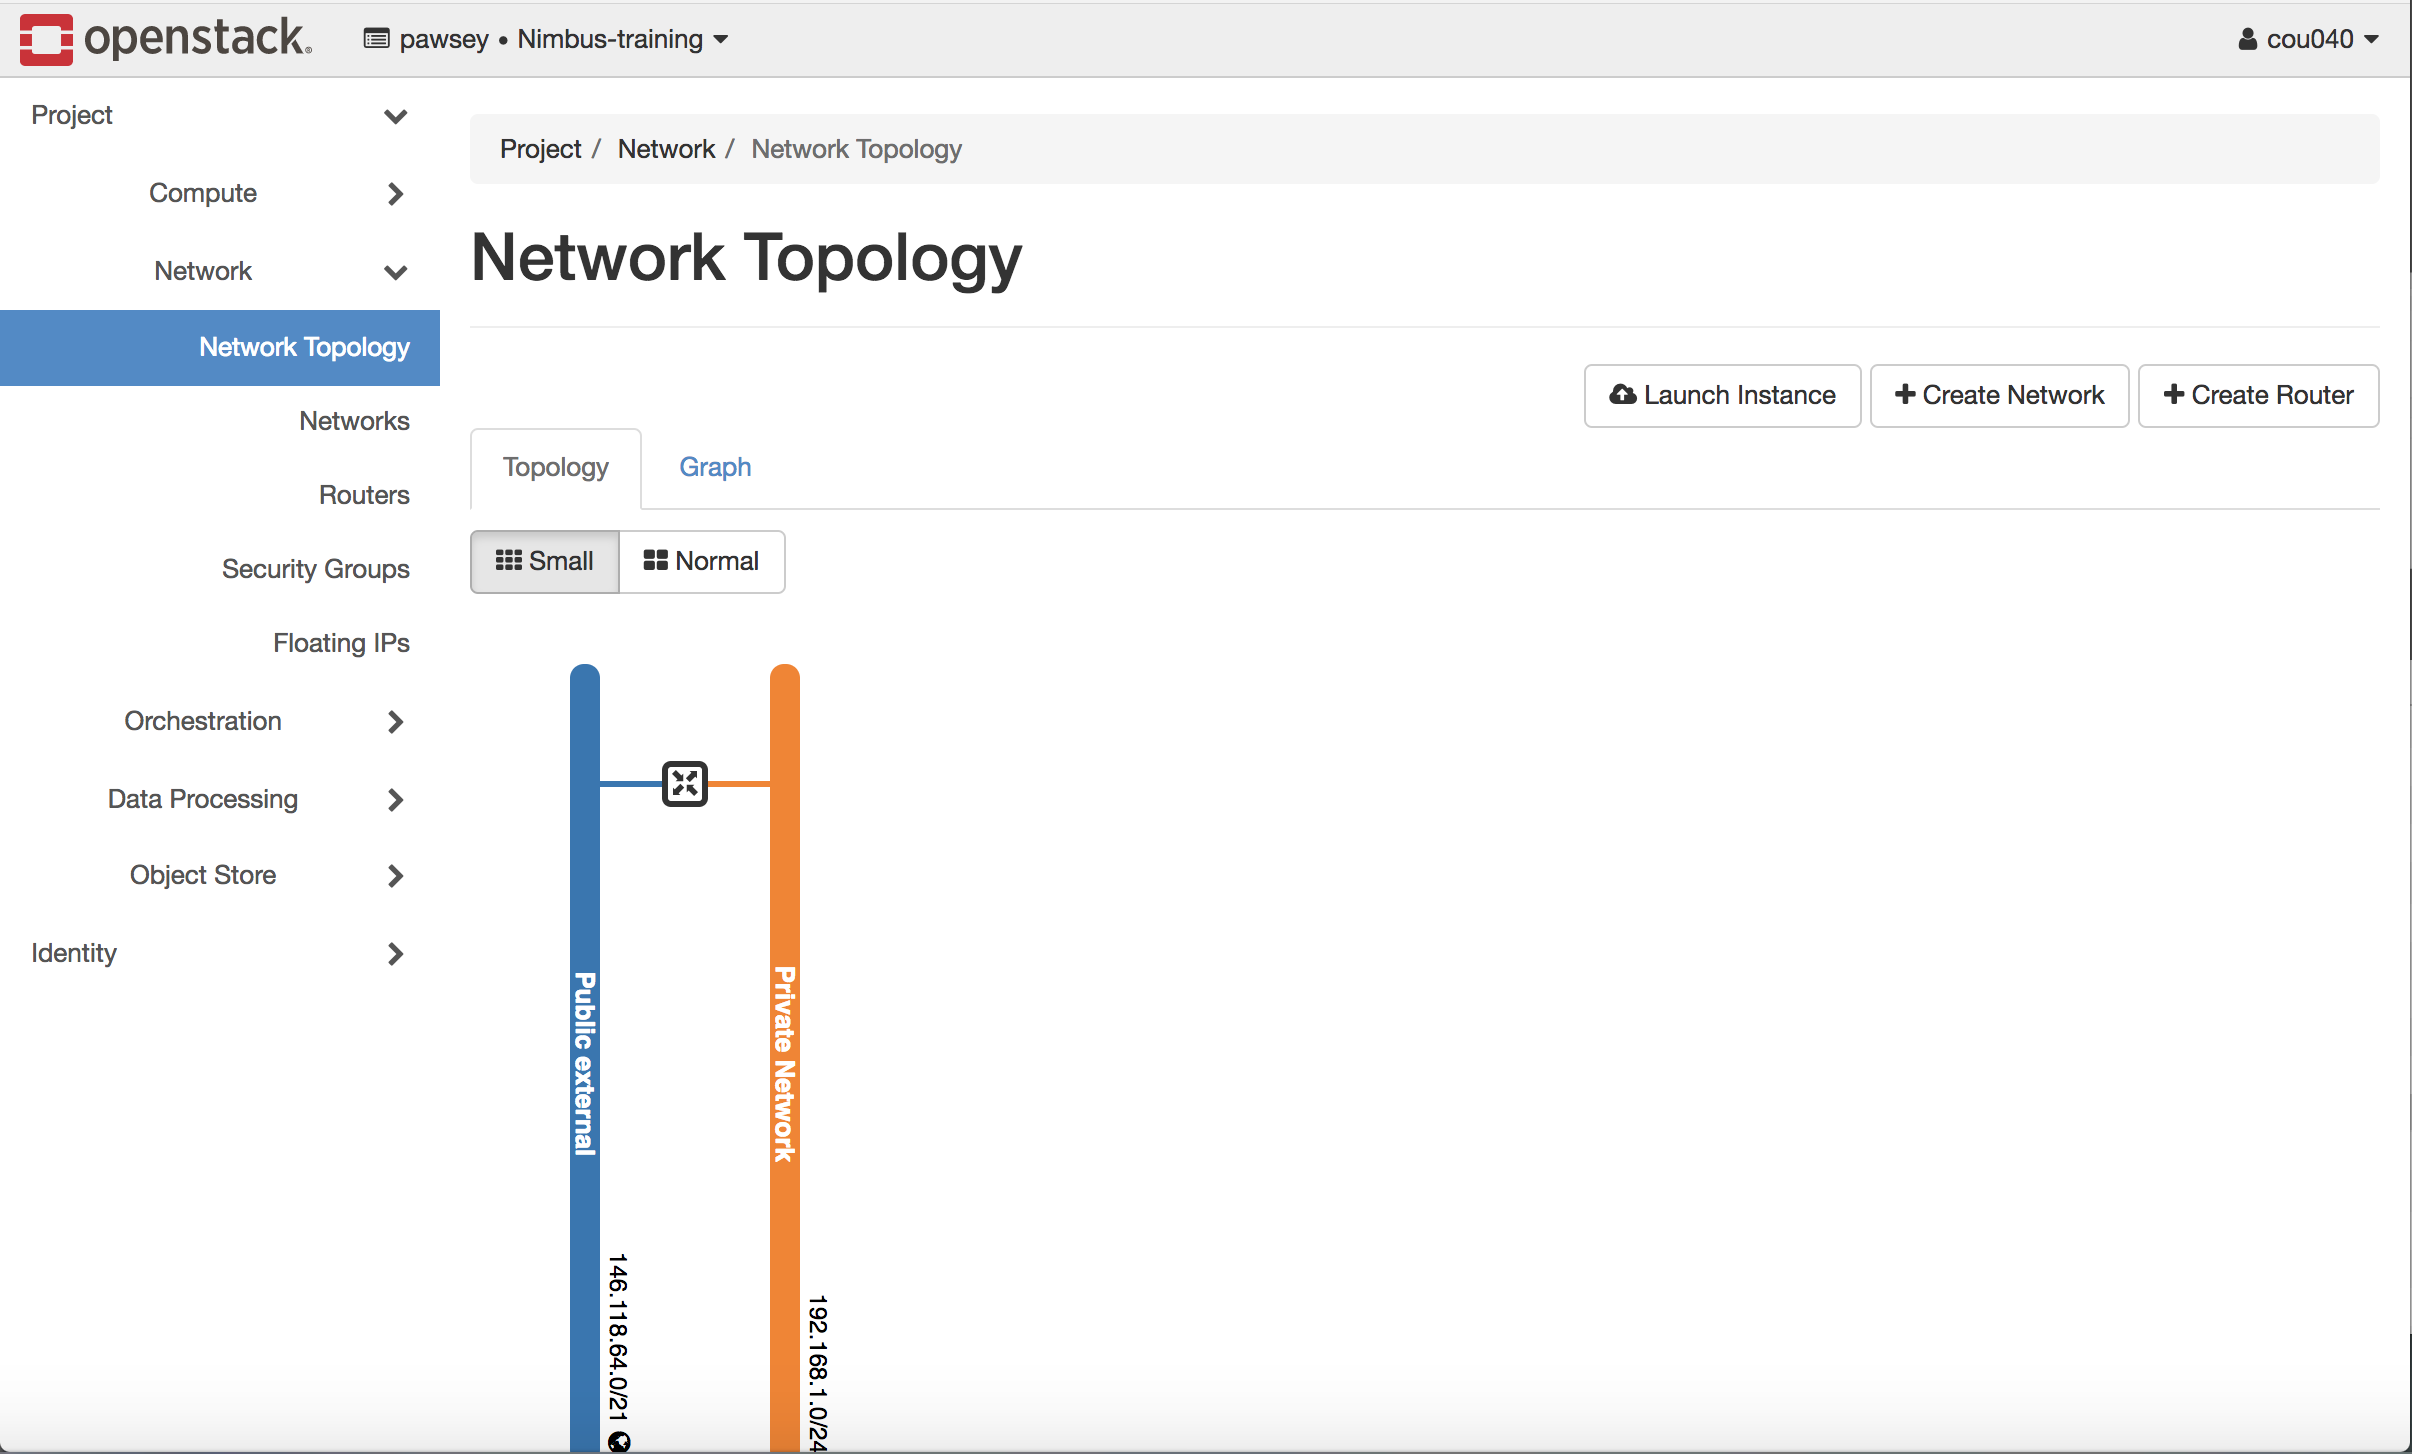 openstack.
pawsey • Nimbus-training
cou040
Project
Compute
Network
Network Topology
Networks
Routers
Security Groups
Floating IPs
Orchestration
Data Processing
Object Store
Identity
Project / Network / Network Topology
Network Topology
Launch Instance
+ Create Network
+ Create Router
Topology
Graph
Small
Normal
Public external
146.118.64.0/21
Private Network
192.168.1.0/24